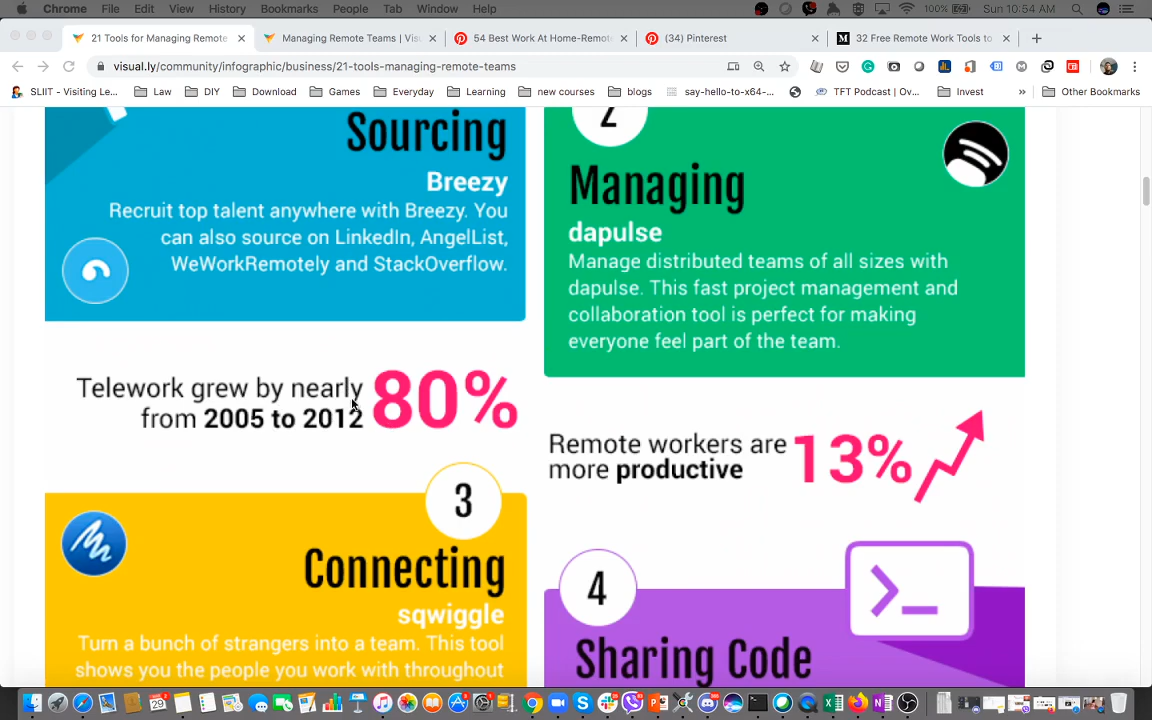 Chrome File Edit View History Bookmarks People Tab Window Help
100% Sun 10:54 AM
21 Tools for Managing Remote
Managing Remote Teams | Visu
54 Best Work At Home-Remot
(34) Pinterest
32 Free Remote Work Tools to
visual.ly/community/infographic/business/21-tools-managing-remote-teams
SLIIT - Visiting Le... Law DIY Download Games Everyday Learning new courses blogs say-hello-to-x64-... TFT Podcast | Ov... Invest » Other Bookmarks
Sourcing
Breezy
Recruit top talent anywhere with Breezy. You
can also source on LinkedIn, AngelList,
WeWorkRemotely and StackOverflow.
2
Managing
dapulse
Manage distributed teams of all sizes with
dapulse. This fast project management and
collaboration tool is perfect for making
everyone feel part of the team.
Telework grew by nearly
from 2005 to 2012
80%
Remote workers are
more productive
13%
3
Connecting
sqwiggle
Turn a bunch of strangers into a team. This tool
shows you the people you work with throughout
4
Sharing Code